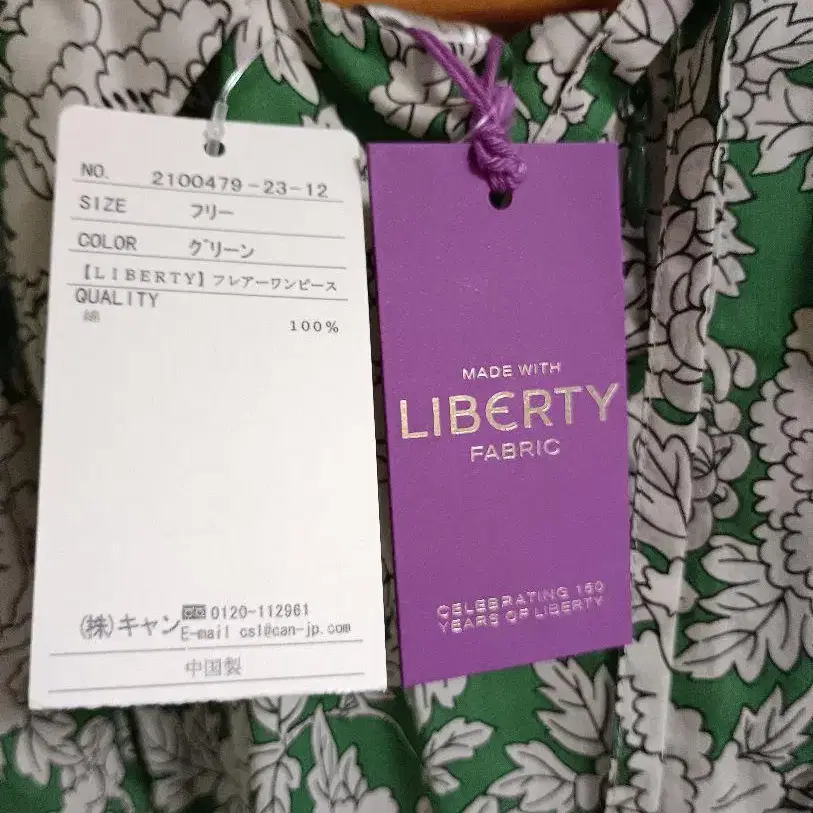 NO. 2100479-23-12
SIZE フリー
COLOR グリーン
【LIBERTY】フレアーワンピース
QUALITY
綿 100%
(株)キャン 0120-112961
E-mail csl@can-jp.com
中国製
MADE WITH
LIBERTY
FABRIC
CELEBRATING 150
YEARS OF LIBERTY